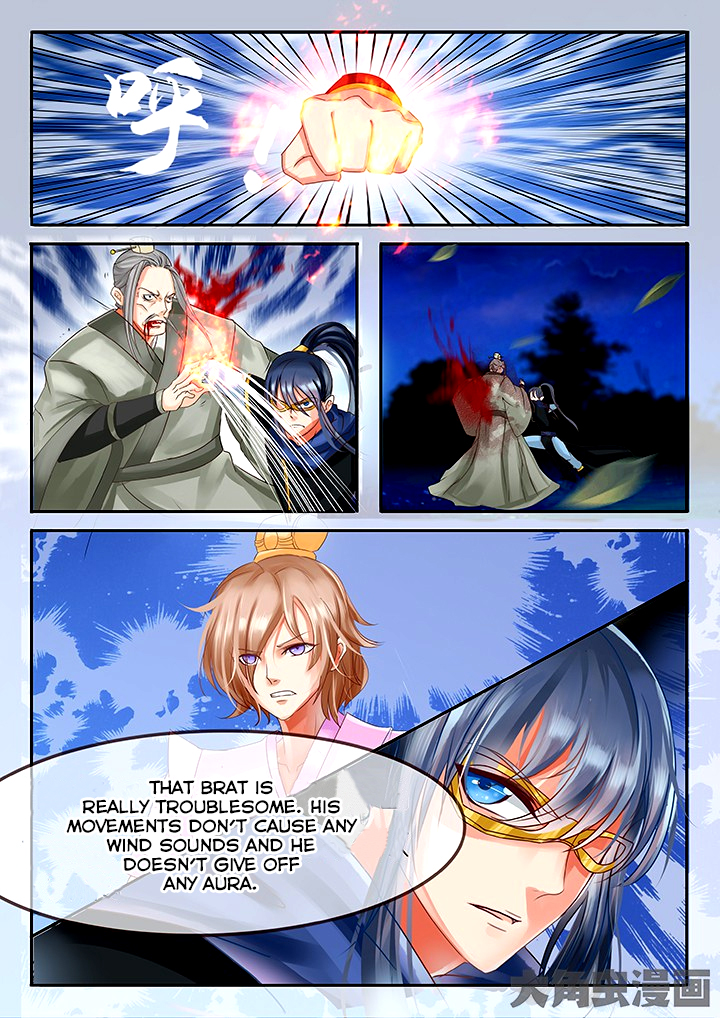 呼！
THAT BRAT IS
REALLY TROUBLESOME. HIS
MOVEMENTS DON'T CAUSE ANY
WIND SOUNDS AND HE
DOESN'T GIVE OFF
ANY AURA.
大角虫漫画